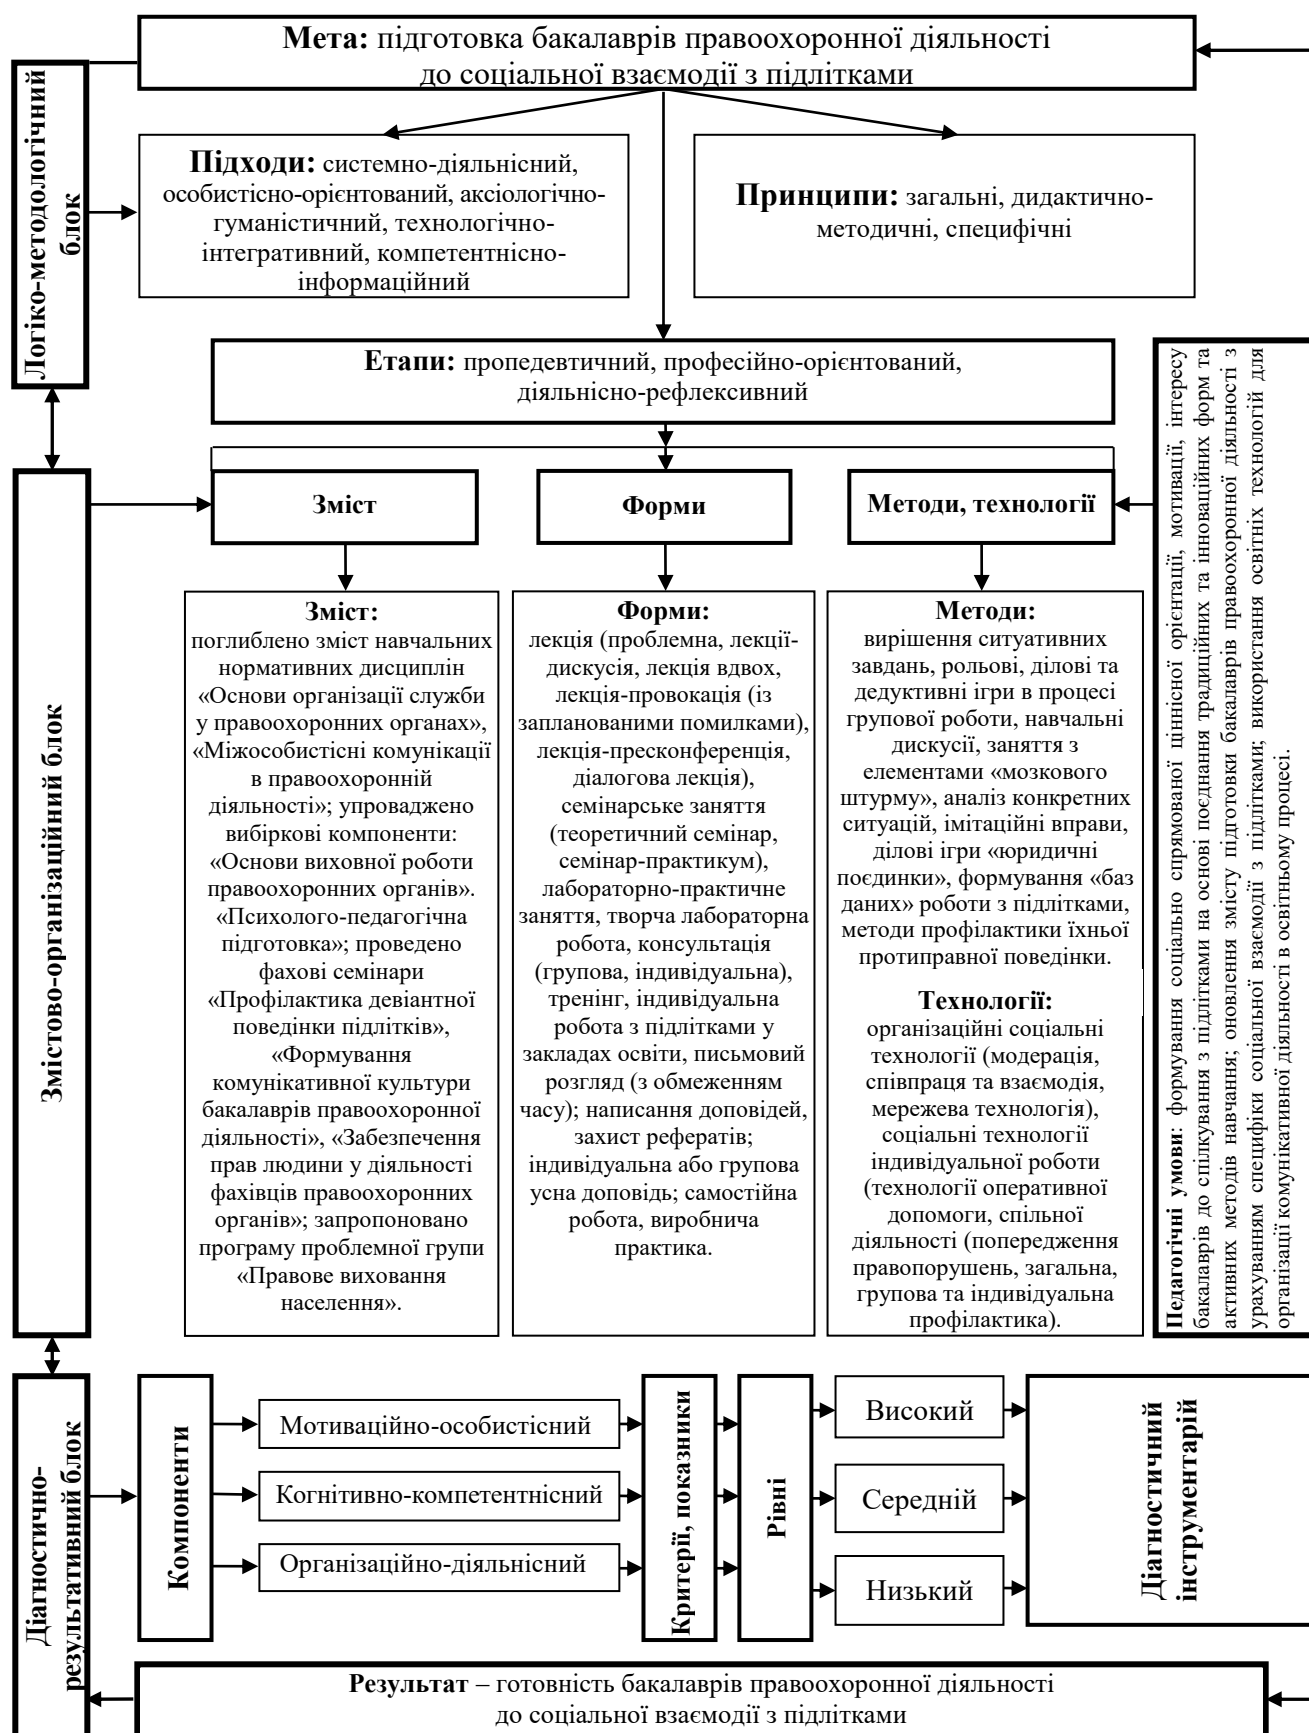 Мета: підготовка бакалаврів правоохоронної діяльності
до соціальної взаємодії з підлітками
Логіко-методологічний
блок
Підходи: системно-діяльнісний,
особистісно-орієнтований, аксіологічно-
гуманістичний, технологічно-
інтегративний, компетентнісно-
інформаційний
Принципи: загальні, дидактично-
методичні, специфічні
Етапи: пропедевтичний, професійно-орієнтований,
діяльнісно-рефлексивний
Змістово-організаційний блок
Зміст
Форми
Методи, технології
Зміст:
поглиблено зміст навчальних
нормативних дисциплін
«Основи організації служби
у правоохоронних органах»,
«Міжособистісні комунікації
в правоохоронній
діяльності»; упроваджено
вибіркові компоненти:
«Основи виховної роботи
правоохоронних органів».
«Психолого-педагогічна
підготовка»; проведено
фахові семінари
«Профілактика девіантної
поведінки підлітків»,
«Формування
комунікативної культури
бакалаврів правоохоронної
діяльності», «Забезпечення
прав людини у діяльності
фахівців правоохоронних
органів»; запропоновано
програму проблемної групи
«Правове виховання
населення».
Форми:
лекція (проблемна, лекції-
дискусія, лекція вдвох,
лекція-провокація (із
запланованими помилками),
лекція-пресконференція,
діалогова лекція),
семінарське заняття
(теоретичний семінар,
семінар-практикум),
лабораторно-практичне
заняття, творча лабораторна
робота, консультація
(групова, індивідуальна),
тренінг, індивідуальна
робота з підлітками у
закладах освіти, письмовий
розгляд (з обмеженням
часу); написання доповідей,
захист рефератів;
індивідуальна або групова
усна доповідь; самостійна
робота, виробнича
практика.
Методи:
вирішення ситуативних
завдань, рольові, ділові та
дедуктивні ігри в процесі
групової роботи, навчальні
дискусії, заняття з
елементами «мозкового
штурму», аналіз конкретних
ситуацій, імітаційні вправи,
ділові ігри «юридичні
поєдинки», формування «баз
даних» роботи з підлітками,
методи профілактики їхньої
протиправної поведінки.
Технології:
організаційні соціальні
технології (модерація,
співпраця та взаємодія,
мережева технологія),
соціальні технології
індивідуальної роботи
(технології оперативної
допомоги, спільної
діяльності (попередження
правопорушень, загальна,
групова та індивідуальна
профілактика).
Педагогічні умови: формування соціально спрямованої ціннісної орієнтації, мотивації, інтересу
бакалаврів до спілкування з підлітками на основі поєднання традиційних та інноваційних форм та
активних методів навчання; оновлення змісту підготовки бакалаврів правоохоронної діяльності з
урахуванням специфіки соціальної взаємодії з підлітками; використання освітніх технологій для
організації комунікативної діяльності в освітньому процесі.
Діагностично-
результативний блок
Компоненти
Мотиваційно-особистісний
Когнітивно-компетентнісний
Організаційно-діяльнісний
Критерії, показники
Рівні
Високий
Середній
Низький
Діагностичний
інструментарій
Результат – готовність бакалаврів правоохоронної діяльності
до соціальної взаємодії з підлітками